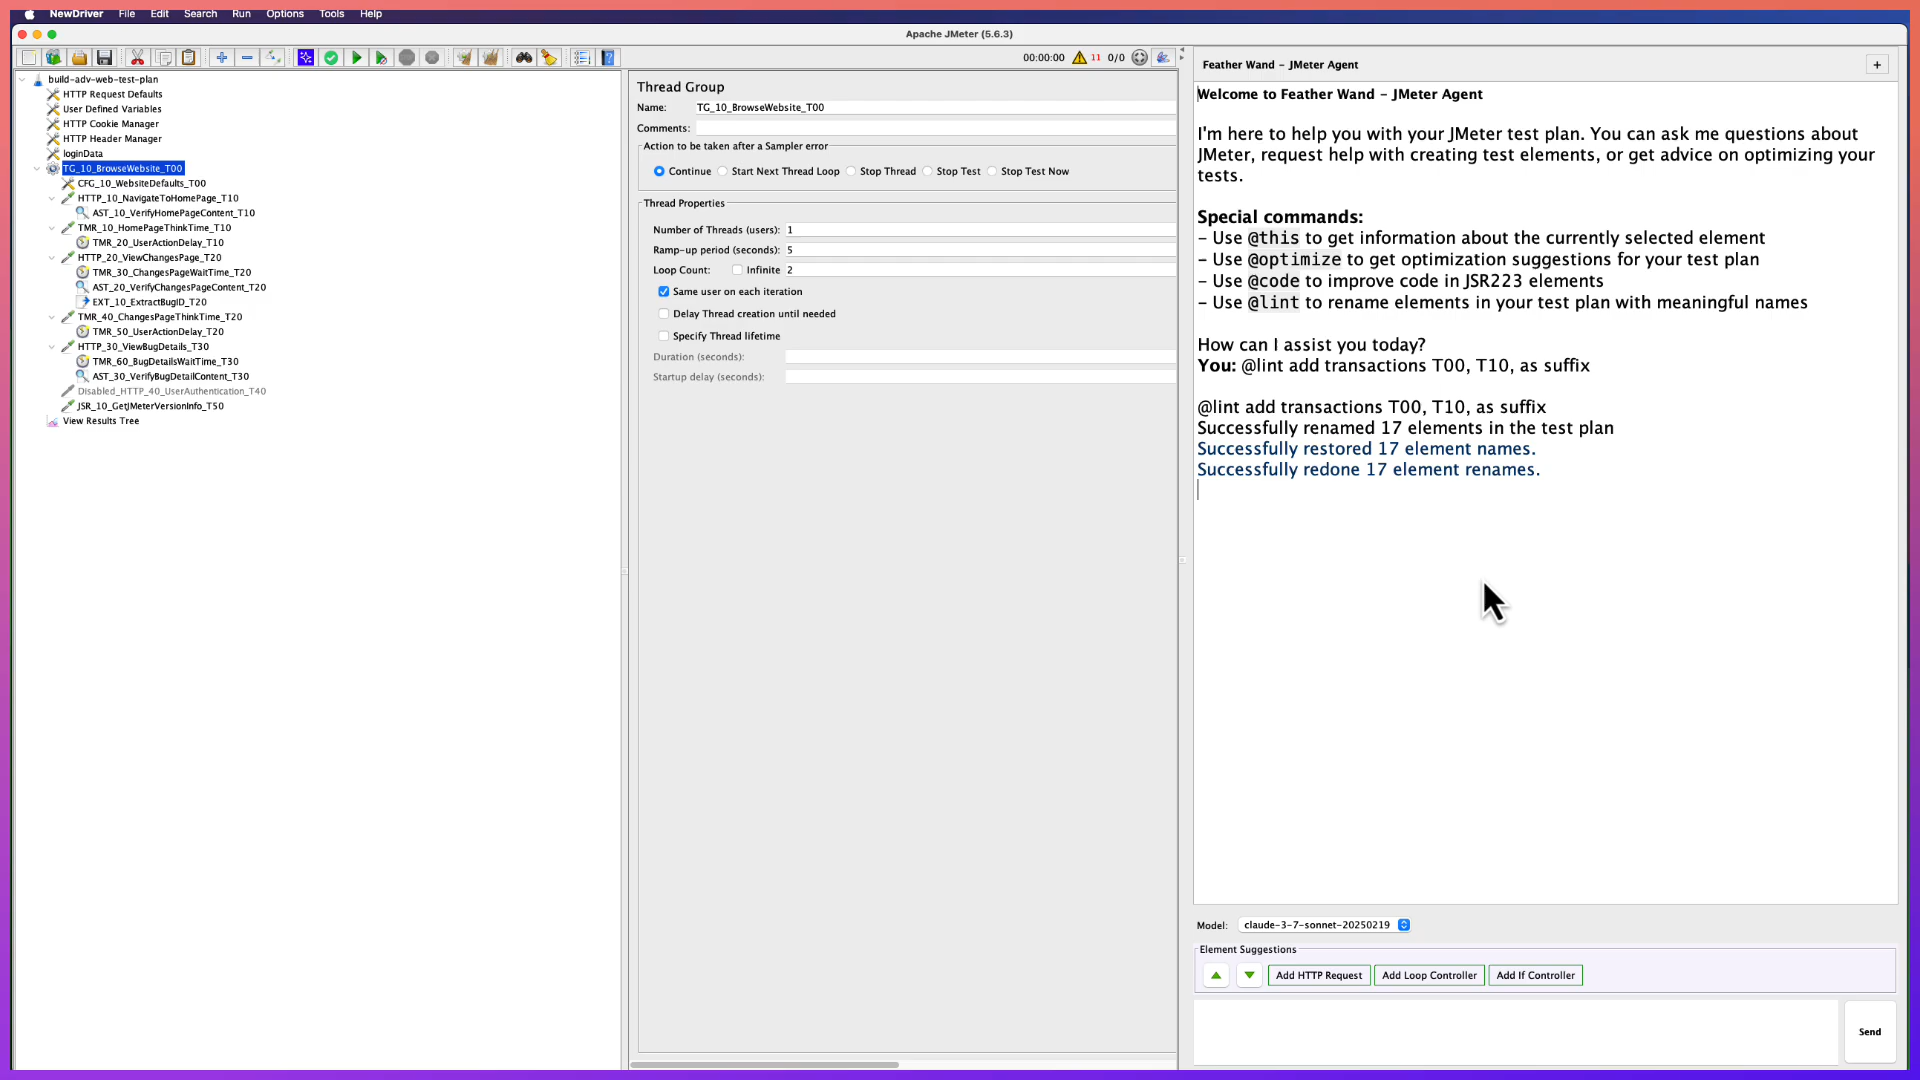 NewDriver File Edit Search Run Options Tools Help
Apache JMeter (5.6.3)
00:00:00 11 0/0
build-adv-web-test-plan
HTTP Request Defaults
User Defined Variables
HTTP Cookie Manager
HTTP Header Manager
loginData
TG_10_BrowseWebsite_T00
CFG_10_WebsiteDefaults_T00
HTTP_10_NavigateToHomePage_T10
AST_10_VerifyHomePageContent_T10
TMR_10_HomePageThinkTime_T10
TMR_20_UserActionDelay_T10
HTTP_20_ViewChangesPage_T20
TMR_30_ChangesPageWaitTime_T20
AST_20_VerifyChangesPageContent_T20
EXT_10_ExtractBugID_T20
TMR_40_ChangesPageThinkTime_T20
TMR_50_UserActionDelay_T20
HTTP_30_ViewBugDetails_T30
TMR_60_BugDetailsWaitTime_T30
AST_30_VerifyBugDetailContent_T30
Disabled_HTTP_40_UserAuthentication_T40
JSR_10_GetJMeterVersionInfo_T50
View Results Tree
Thread Group
Name: TG_10_BrowseWebsite_T00
Comments:
Action to be taken after a Sampler error
Continue Start Next Thread Loop Stop Thread Stop Test Stop Test Now
Thread Properties
Number of Threads (users): 1
Ramp-up period (seconds): 5
Loop Count: Infinite 2
Same user on each iteration
Delay Thread creation until needed
Specify Thread lifetime
Duration (seconds):
Startup delay (seconds):
Feather Wand - JMeter Agent +
Welcome to Feather Wand - JMeter Agent
I'm here to help you with your JMeter test plan. You can ask me questions about
JMeter, request help with creating test elements, or get advice on optimizing your
tests.
Special commands:
- Use @this to get information about the currently selected element
- Use @optimize to get optimization suggestions for your test plan
- Use @code to improve code in JSR223 elements
- Use @lint to rename elements in your test plan with meaningful names
How can I assist you today?
You: @lint add transactions T00, T10, as suffix
@lint add transactions T00, T10, as suffix
Successfully renamed 17 elements in the test plan
Successfully restored 17 element names.
Successfully redone 17 element renames.
Model: claude-3-7-sonnet-20250219
Element Suggestions
Add HTTP Request Add Loop Controller Add If Controller
Send